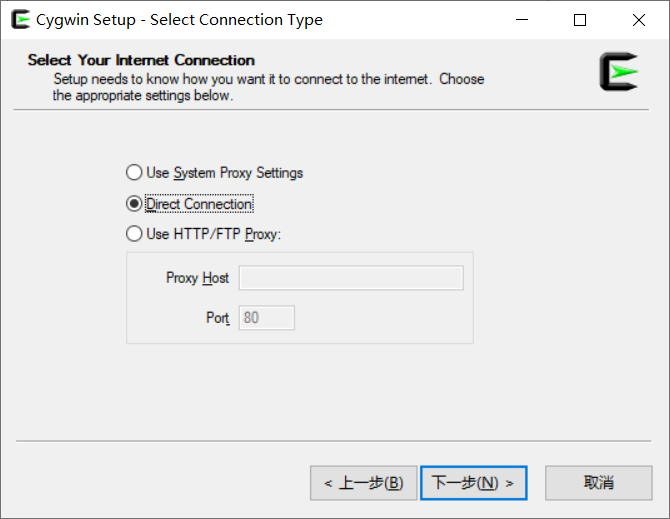 Cygwin Setup - Select Connection Type
Select Your Internet Connection
Setup needs to know how you want it to connect to the internet. Choose
the appropriate settings below.
Use System Proxy Settings
Direct Connection
Use HTTP/FTP Proxy:
Proxy Host
Port 80
< 上一步(B) 下一步(N) > 取消